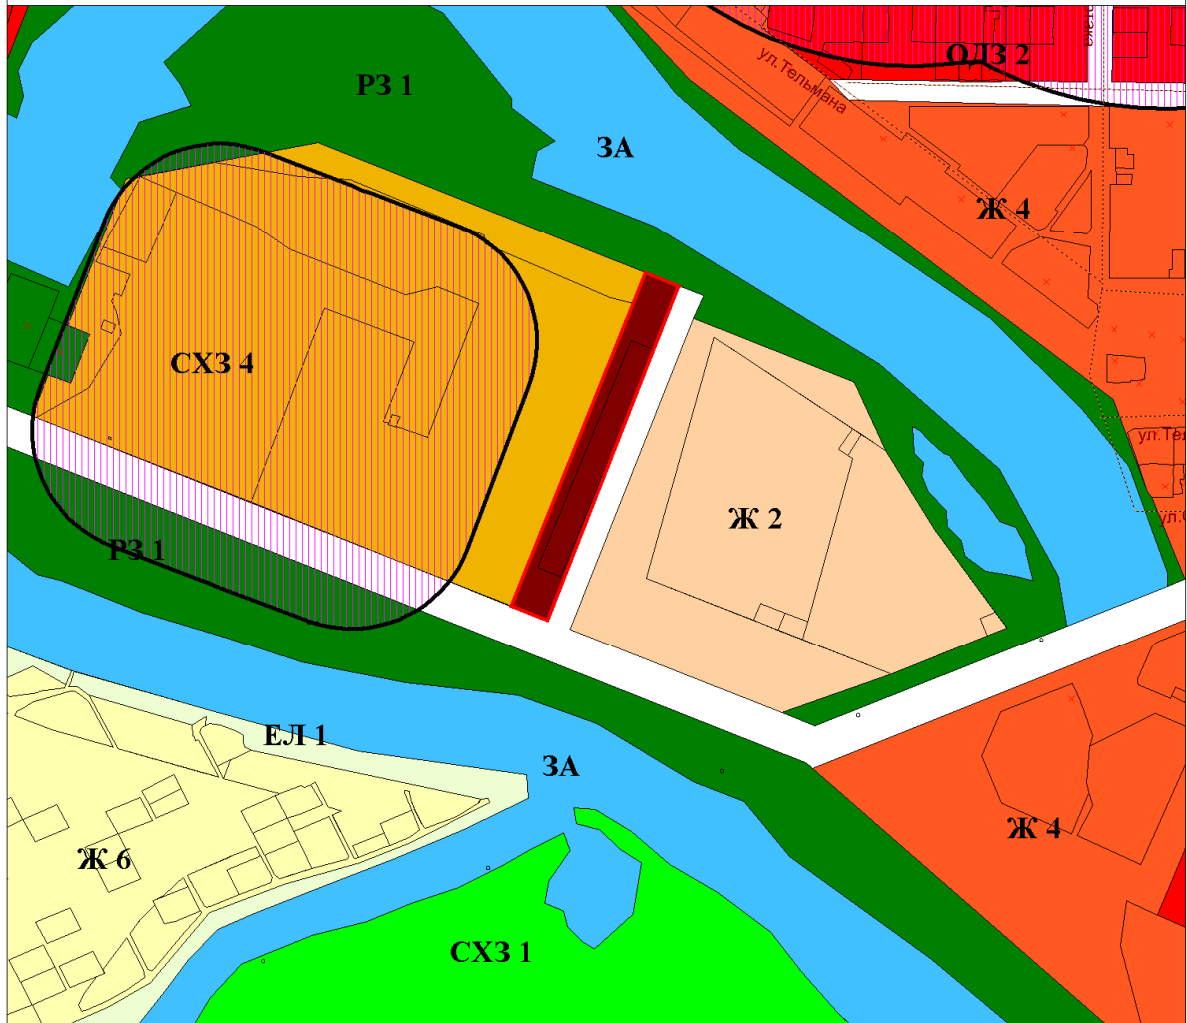 ОДЗ 2
ул.Тельмана
РЗ 1
ЗА
Ж 4
СХЗ 4
Ж 2
РЗ 1
ЕЛ 1
ЗА
Ж 4
Ж 6
СХЗ 1